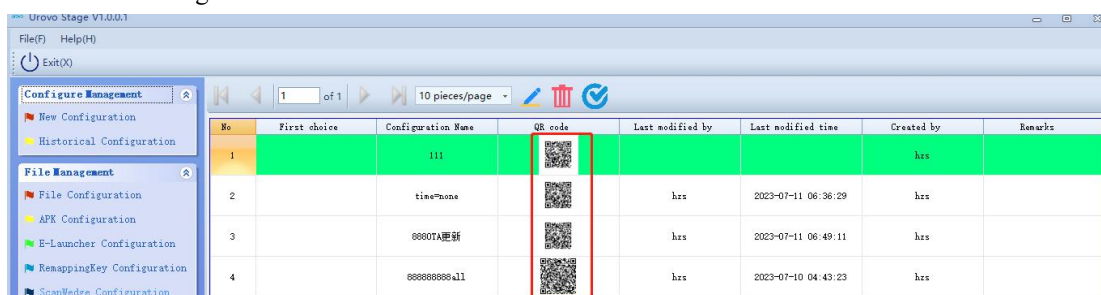 Urovo Stage V1.0.0.1
File(F) Help(H)
Exit(X)
Configure Management
New Configuration
Historical Configuration
File Management
File Configuration
APK Configuration
E-Launcher Configuration
RemappingKey Configuration
ScanWedge Configuration
1 of 1 10 pieces/page
No First choice Configuration Name QR code Last modified by Last modified time Created by Remarks
1 111 hrs
2 time=none hrs 2023-07-11 06:36:29 hrs
3 8880TA更新 hrs 2023-07-11 06:49:11 hrs
4 888888888all hrs 2023-07-10 04:43:23 hrs